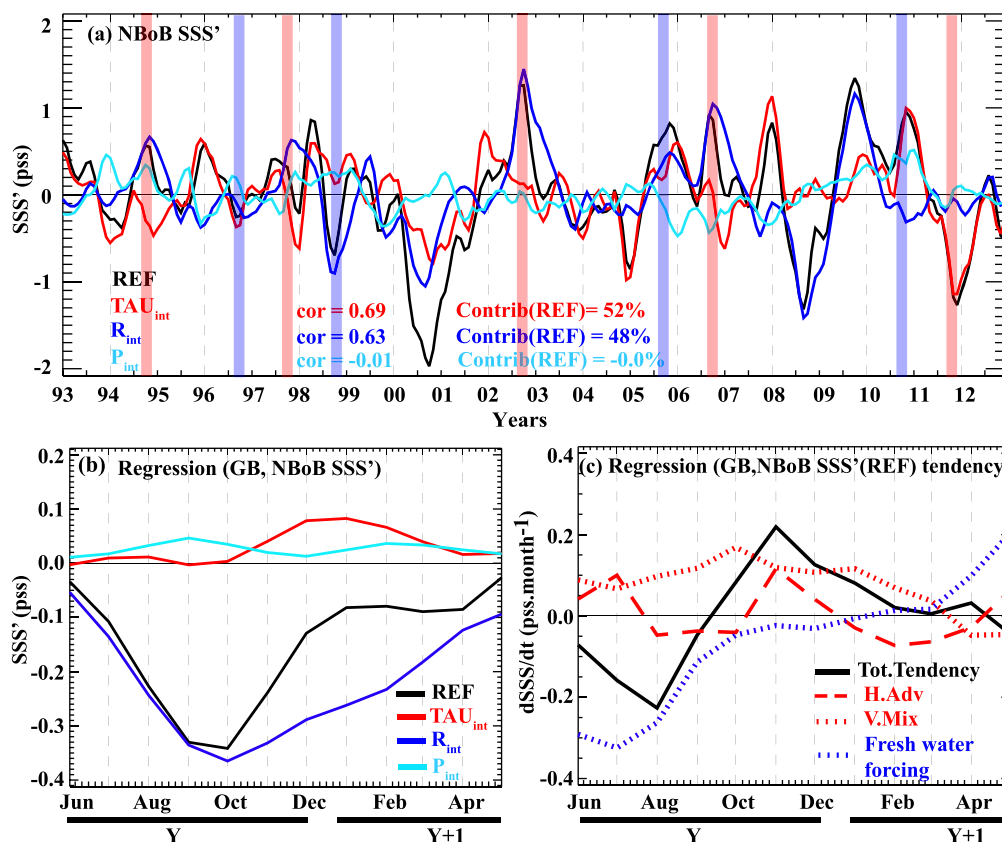 (a) NBoB SSS'
SSS' (pss)
2
1
0
-1
-2
REF
TAUint
Rint
Pint
cor = 0.69
Contrib(REF)= 52%
cor = 0.63
Contrib(REF) = 48%
cor = -0.01
Contrib(REF) = -0.0%
93 94 95 96 97 98 99 00 01 02 03 04 05 06 07 08 09 10 11 12
Years
(b) Regression (GB, NBoB SSS')
SSS' (pss)
0.2
0.1
0.0
-0.1
-0.2
-0.3
-0.4
REF
TAUint
Rint
Pint
Jun Aug Oct Dec Feb Apr
Y Y+1
(c) Regression (GB,NBoB SSS'(REF) tendency
dSSS/dt (pss.month-1)
0.4
0.2
0.0
-0.2
-0.4
Tot.Tendency
H.Adv
V.Mix
Fresh water
forcing
Jun Aug Oct Dec Feb Apr
Y Y+1